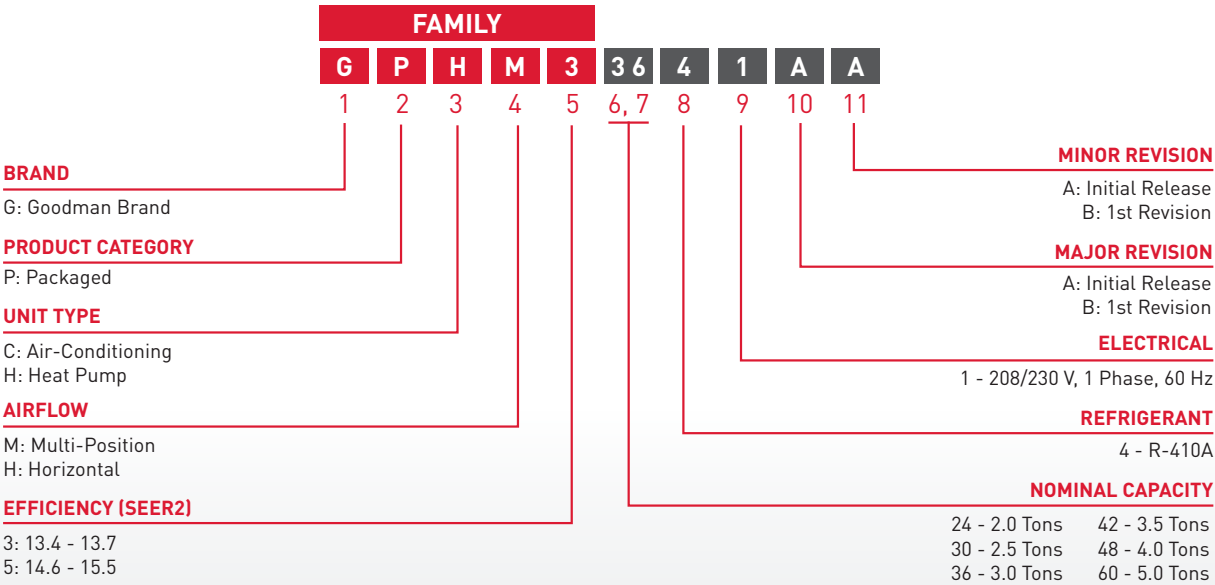 FAMILY
G P H M 3 3 6 4 1 A A
1 2 3 4 5 6, 7 8 9 10 11
BRAND
G: Goodman Brand
PRODUCT CATEGORY
P: Packaged
UNIT TYPE
C: Air-Conditioning
H: Heat Pump
AIRFLOW
M: Multi-Position
H: Horizontal
EFFICIENCY (SEER2)
3: 13.4 - 13.7
5: 14.6 - 15.5
MINOR REVISION
A: Initial Release
B: 1st Revision
MAJOR REVISION
A: Initial Release
B: 1st Revision
ELECTRICAL
1 - 208/230 V, 1 Phase, 60 Hz
REFRIGERANT
4 - R-410A
NOMINAL CAPACITY
24 - 2.0 Tons 42 - 3.5 Tons
30 - 2.5 Tons 48 - 4.0 Tons
36 - 3.0 Tons 60 - 5.0 Tons